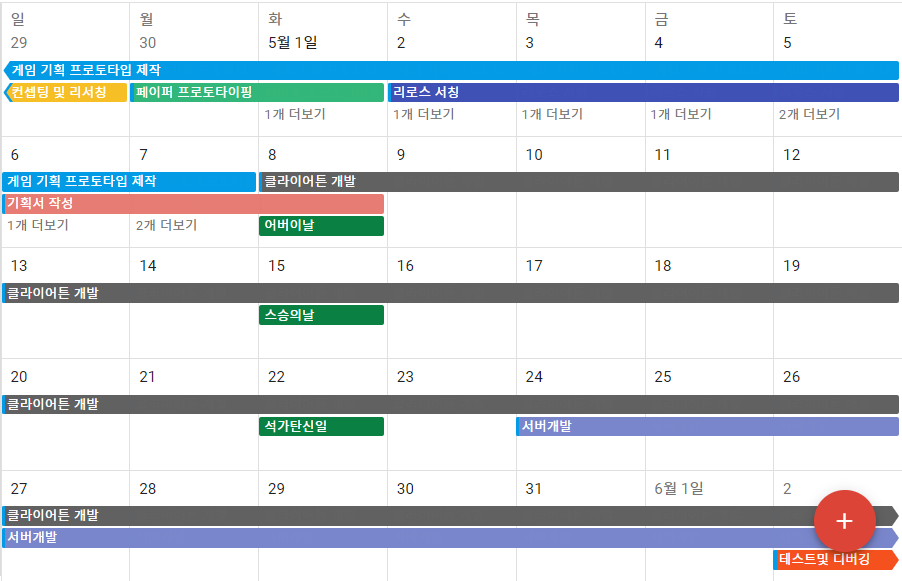 일 월 화 수 목 금 토
29 30 5월 1일 2 3 4 5
게임 기획 프로토타입 제작
컨셉팅 및 리서칭 페이퍼 프로토타이핑 리로스 서칭
1개 더보기 1개 더보기 1개 더보기 1개 더보기 2개 더보기
6 7 8 9 10 11 12
게임 기획 프로토타입 제작 클라이어튼 개발
기획서 작성
1개 더보기 2개 더보기 어버이날
13 14 15 16 17 18 19
클라이어튼 개발
스승의날
20 21 22 23 24 25 26
클라이어튼 개발
석가탄신일 서버개발
27 28 29 30 31 6월 1일 2
클라이어튼 개발
서버개발
테스트및 디버깅